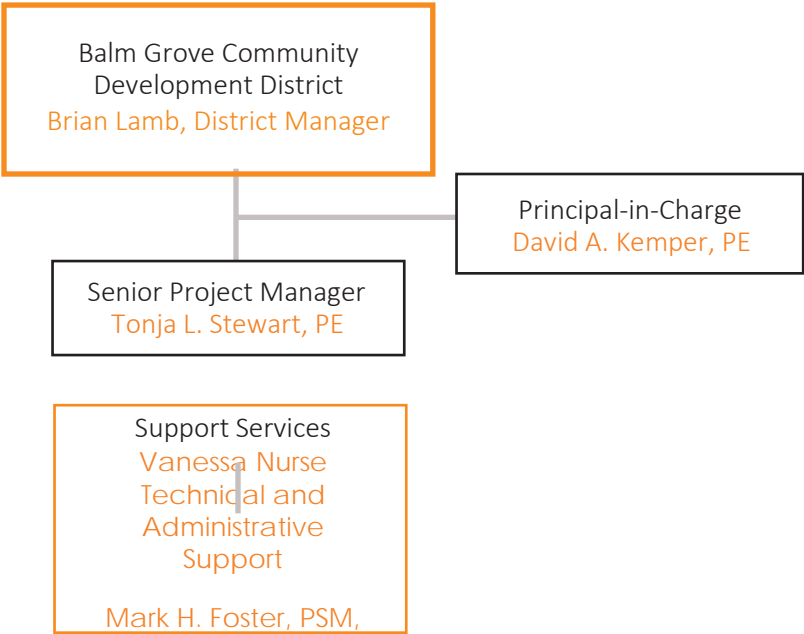 Balm Grove Community
Development District
Brian Lamb, District Manager
Principal-in-Charge
David A. Kemper, PE
Senior Project Manager
Tonja L. Stewart, PE
Support Services
Vanessa Nurse
Technical and
Administrative
Support
Mark H. Foster, PSM,